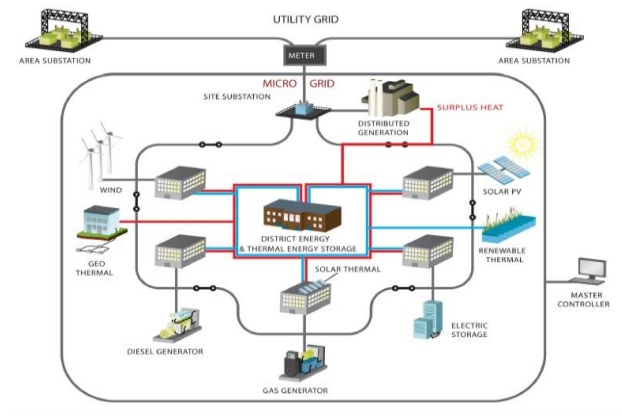 UTILITY GRID
AREA SUBSTATION
METER
AREA SUBSTATION
MICRO GRID
SITE SUBSTATION
DISTRIBUTED
GENERATION
SURPLUS HEAT
WIND
SOLAR PV
DISTRICT ENERGY
& THERMAL ENERGY STORAGE
GEO
THERMAL
RENEWABLE
THERMAL
SOLAR THERMAL
MASTER
CONTROLLER
ELECTRIC
STORAGE
DIESEL GENERATOR
GAS GENERATOR